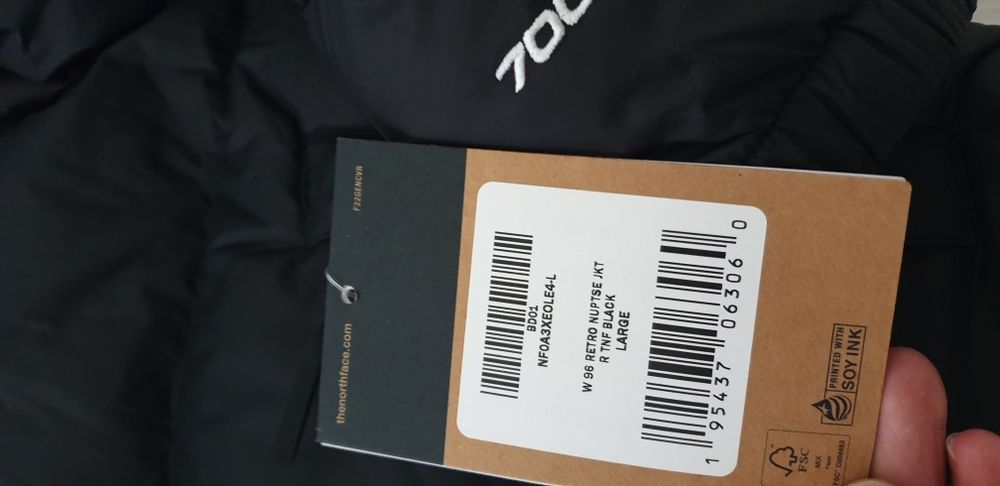 700
F22GENCVR
thenorthface.com
BD01
NF0A3XEOLE4-L
W 96 RETRO NUPTSE JKT
R TNF BLACK
LARGE
1 95437 06306 0
PRINTED WITH
SOY INK
FSC
MIX